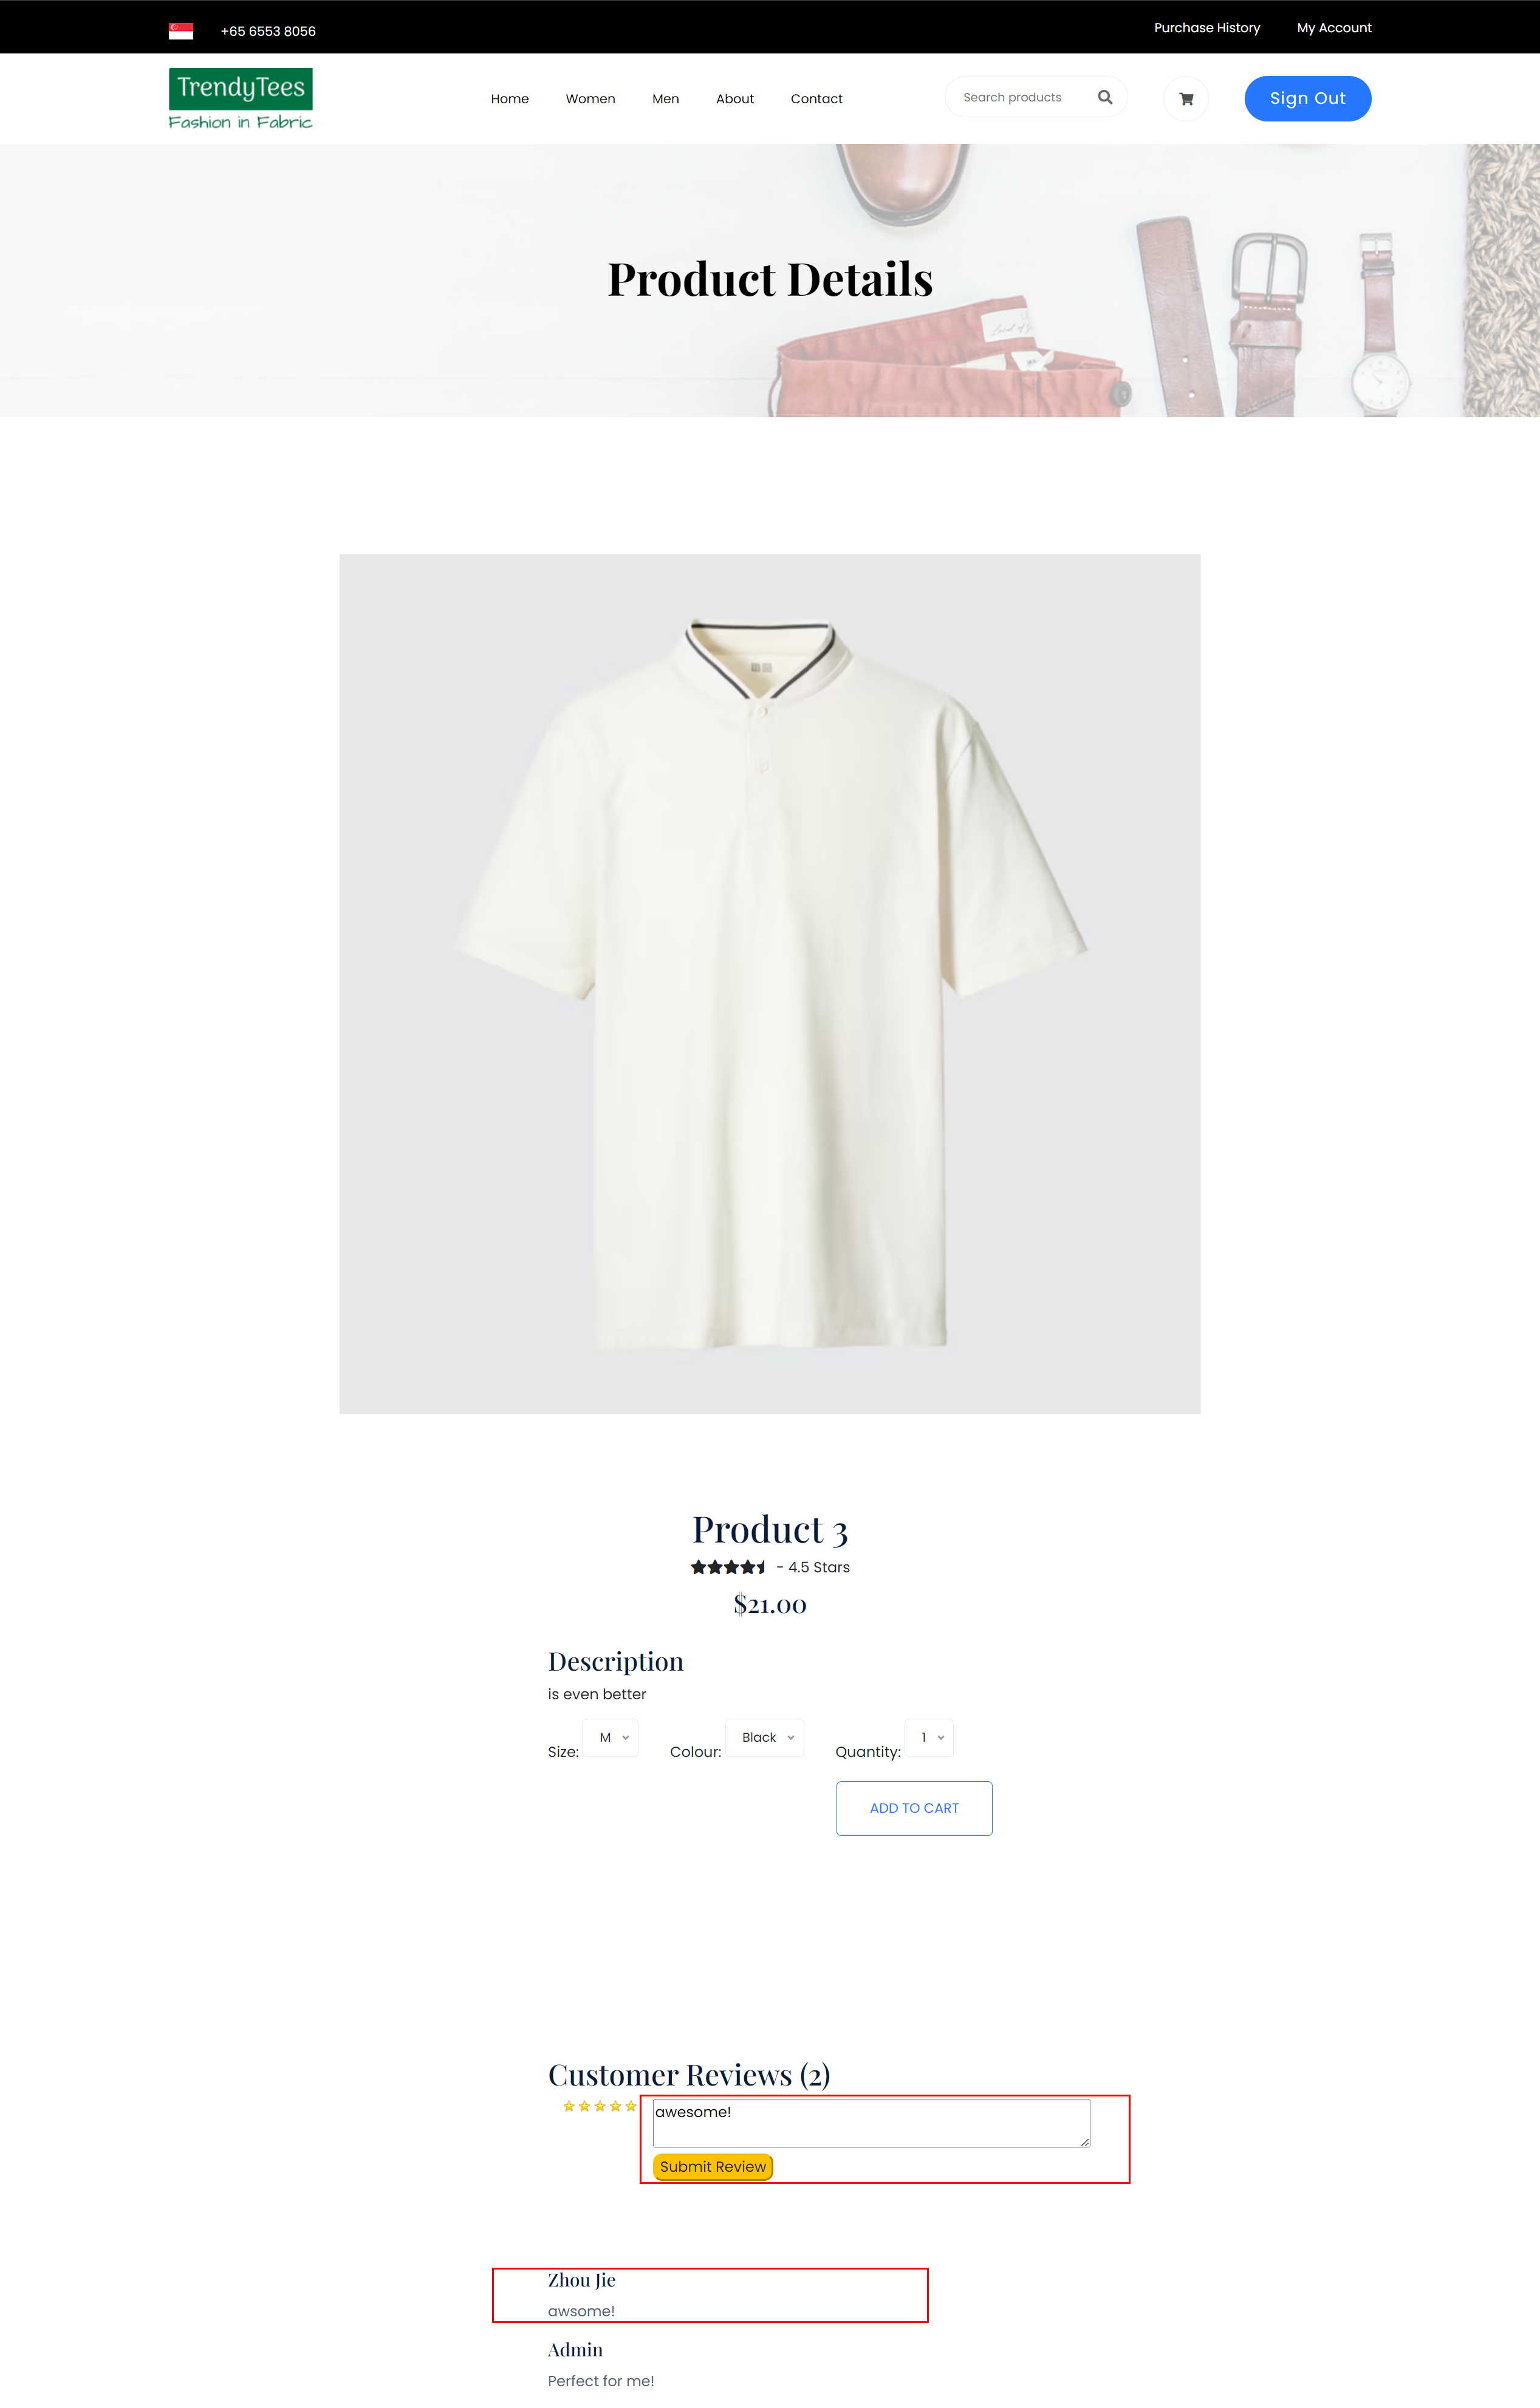 +65 6553 8056
Purchase History
My Account
TrendyTees
Fashion in Fabric
Home
Women
Men
About
Contact
Search products
Sign Out
Product Details
Product 3
- 4.5 Stars
$21.00
Description
is even better
Size: M
Colour: Black
Quantity: 1
ADD TO CART
Customer Reviews (2)
awesome!
Submit Review
Zhou Jie
awsome!
Admin
Perfect for me!